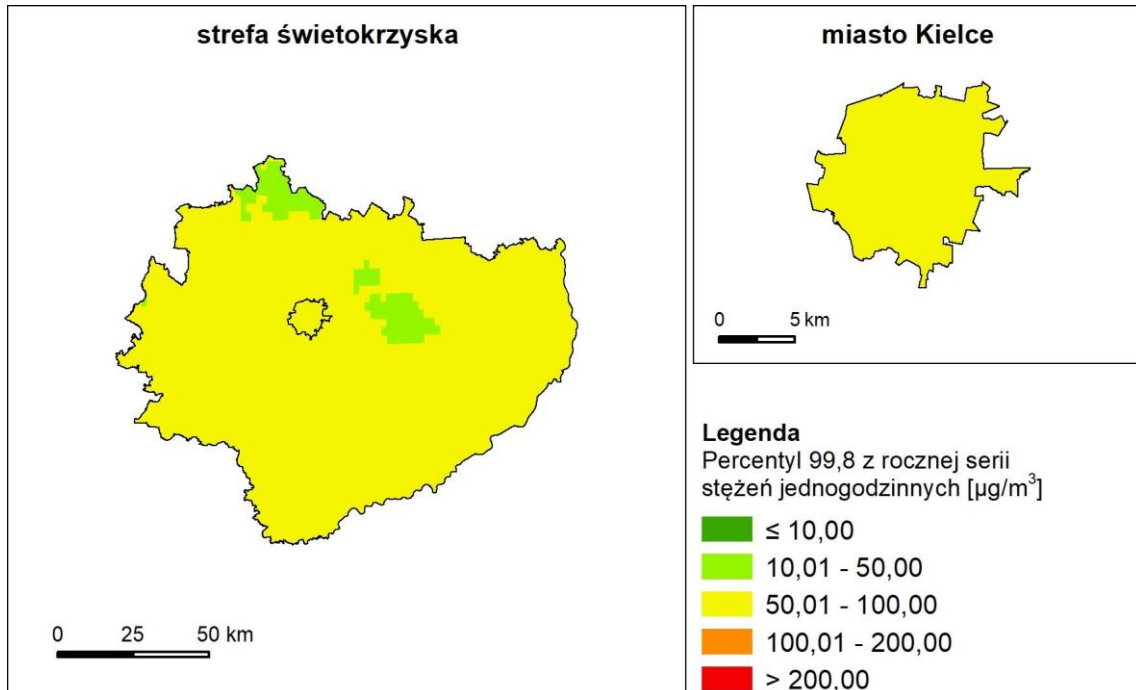 strefa świetokrzyska
0 25 50 km
miasto Kielce
0 5 km
Legenda
Percentyl 99,8 z rocznej serii
stężeń jednogodzinnych [µg/m³]
≤ 10,00
10,01 - 50,00
50,01 - 100,00
100,01 - 200,00
> 200,00